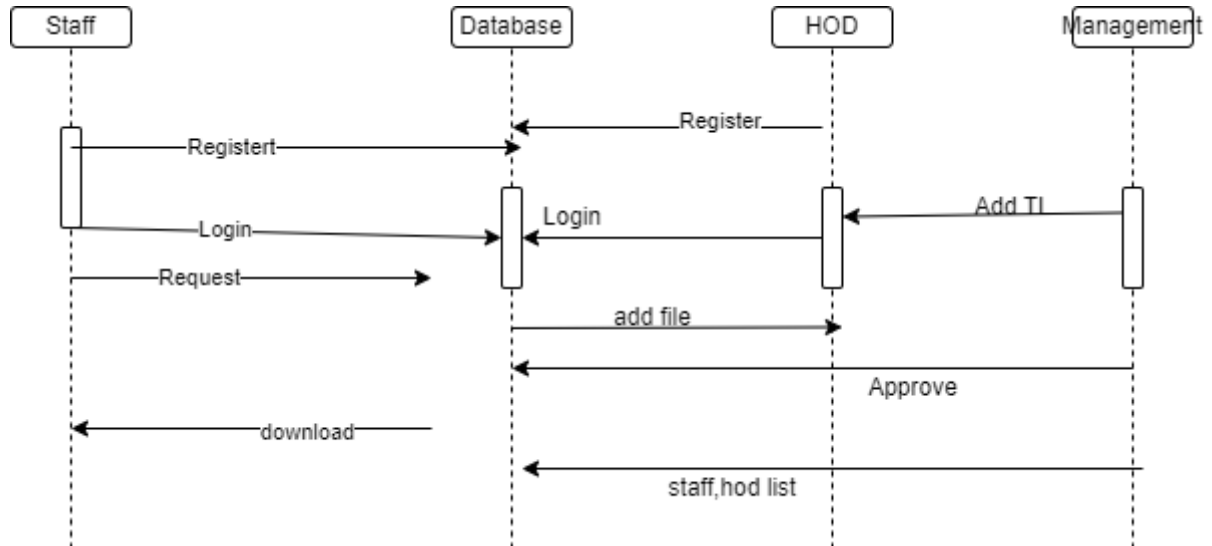 Staff
Database
HOD
Management
Register
Registert
Add TI
Login
Login
Request
add file
Approve
download
staff,hod list